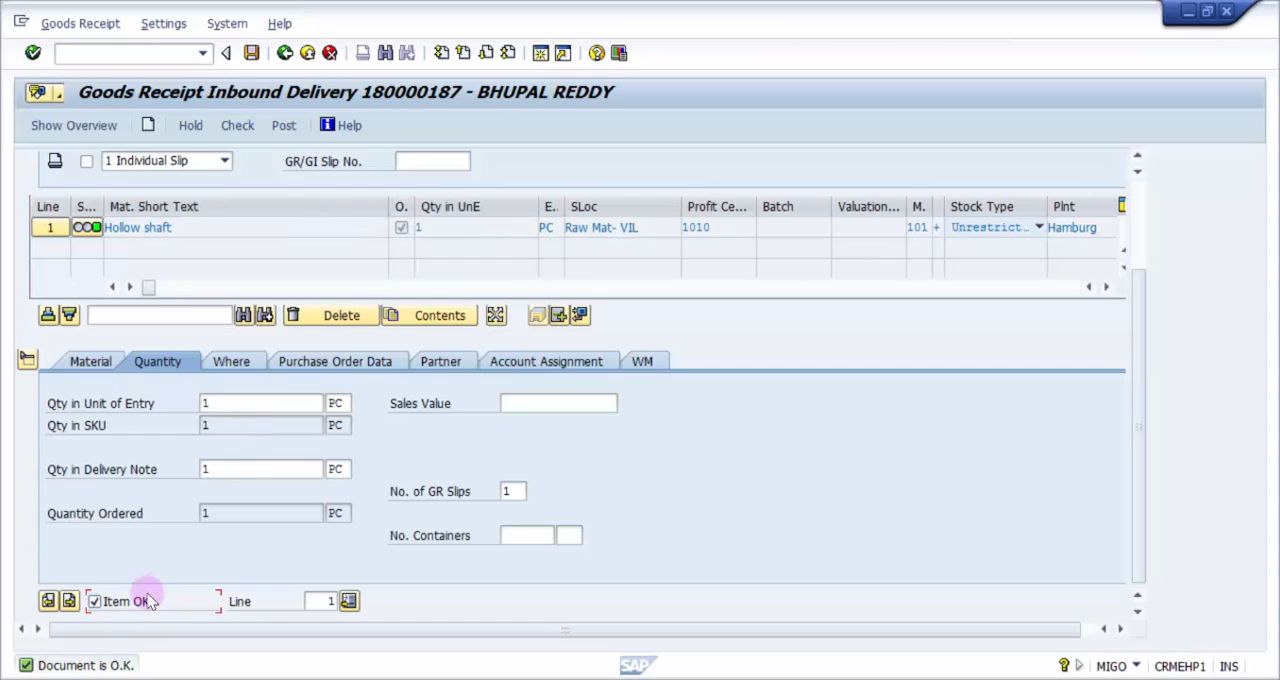 Goods Receipt Settings System Help
Goods Receipt Inbound Delivery 180000187 - BHUPAL REDDY
Show Overview Hold Check Post Help
1 Individual Slip GR/GI Slip No.
Line S... Mat. Short Text O. Qty in UnE E.. SLoc Profit Ce... Batch Valuation... M. Stock Type Plnt
1 Hollow shaft 1 PC Raw Mat- VIL 1010 101 + Unrestrict... Hamburg
Delete Contents
Material Quantity Where Purchase Order Data Partner Account Assignment WM
Qty in Unit of Entry 1 PC Sales Value
Qty in SKU 1 PC
Qty in Delivery Note 1 PC
No. of GR Slips 1
Quantity Ordered 1 PC
No. Containers
Item OK Line 1
Document is O.K. SAP MIGO CRMEHP1 INS